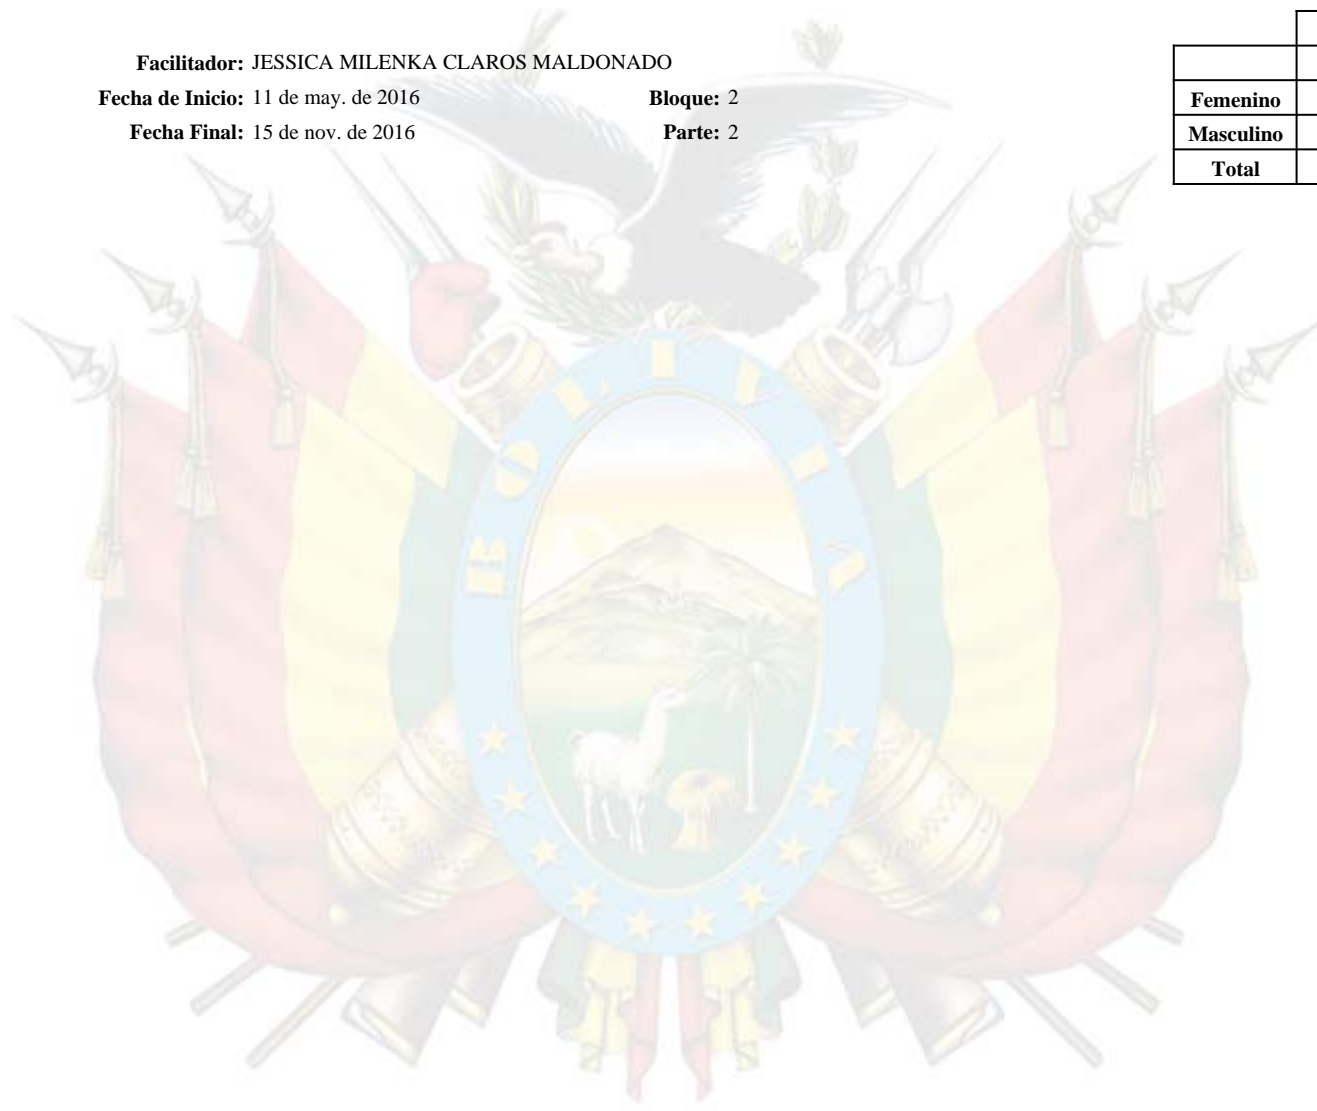 Facilitador: JESSICA MILENKA CLAROS MALDONADO
Fecha de Inicio: 11 de may. de 2016 Bloque: 2
Fecha Final: 15 de nov. de 2016 Parte: 2
Femenino
Masculino
Total
BOLIVIA